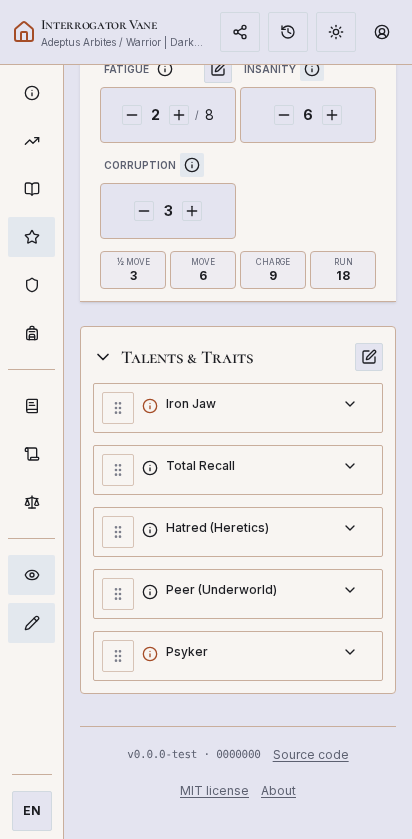 Interrogator Vane
Adeptus Arbites / Warrior | Dark...
FATIGUE INSANITY
2 / 8 6
CORRUPTION
3
½ MOVE MOVE CHARGE RUN
3 6 9 18
Talents & Traits
Iron Jaw
Total Recall
Hatred (Heretics)
Peer (Underworld)
Psyker
v0.0.0-test · 0000000 Source code
MIT license About
EN